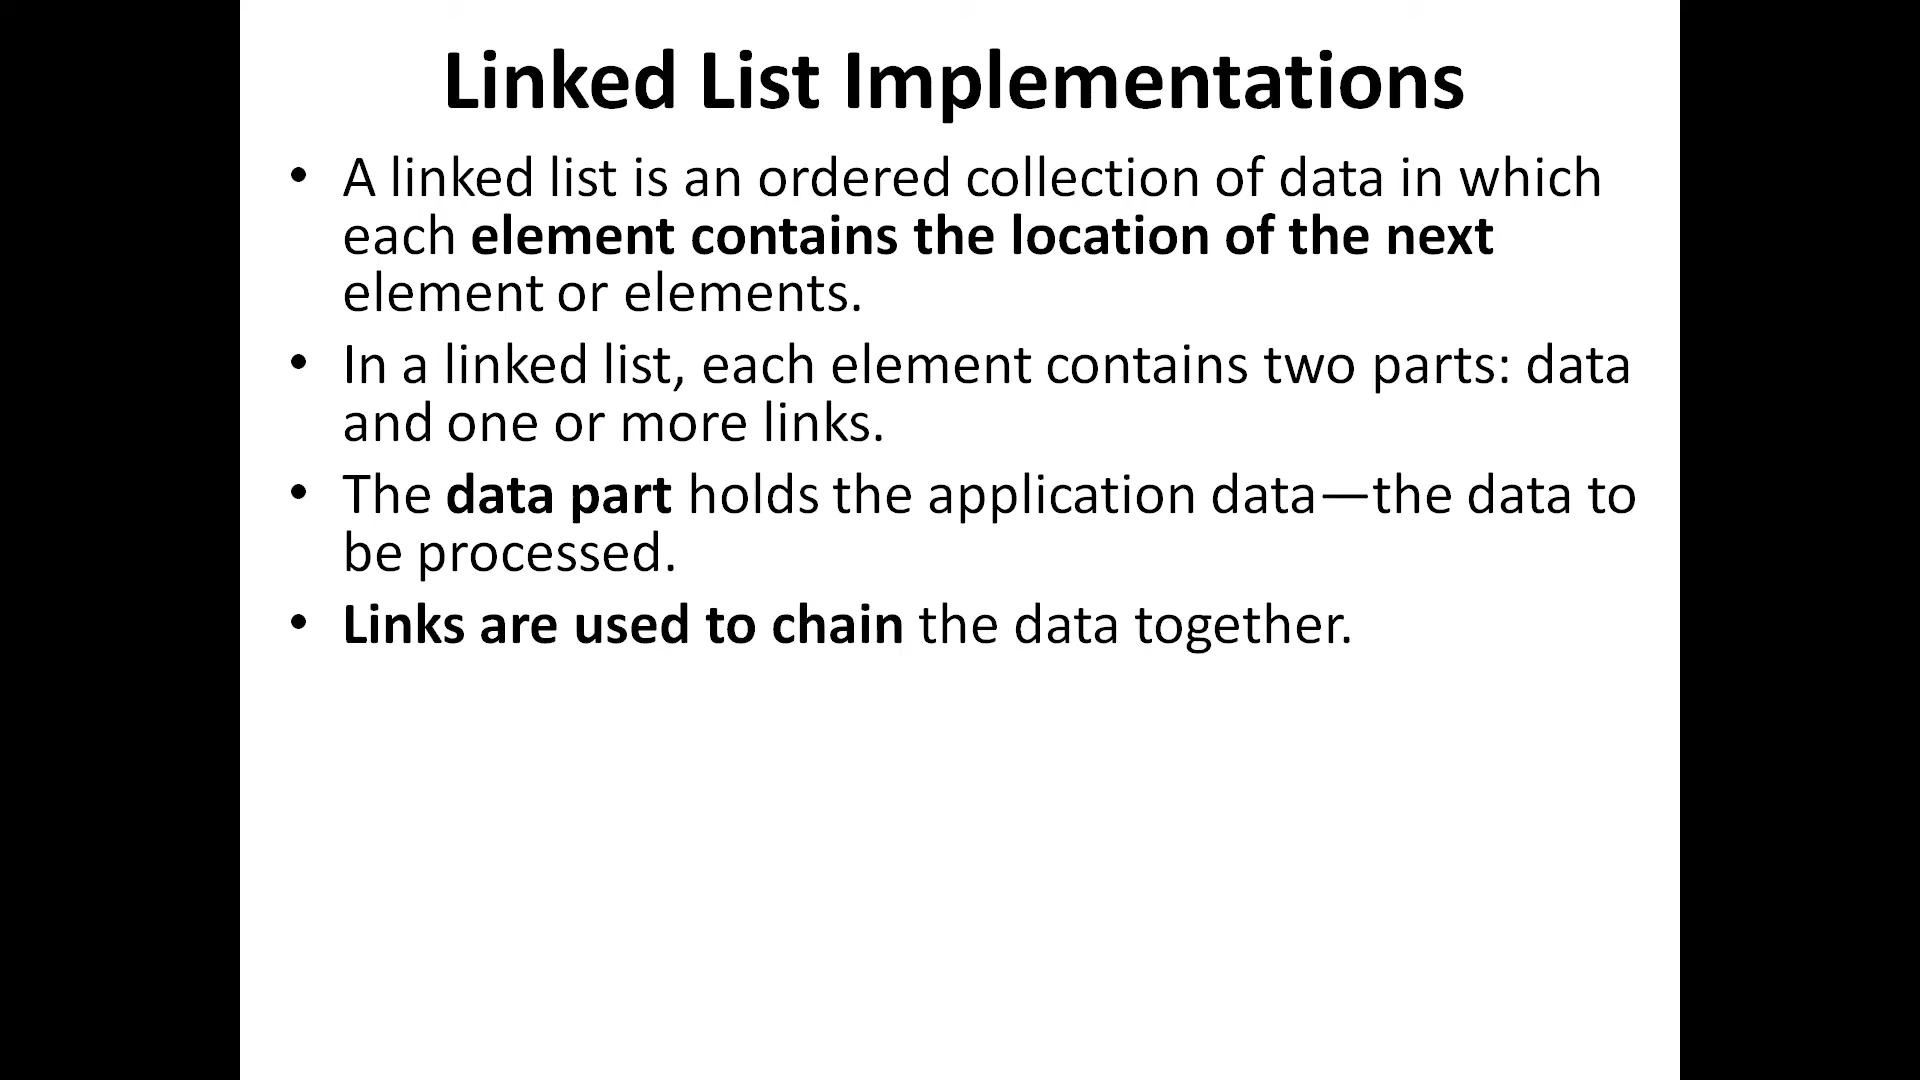 Linked List Implementations
• A linked list is an ordered collection of data in which
each element contains the location of the next
element or elements.
• In a linked list, each element contains two parts: data
and one or more links.
• The data part holds the application data—the data to
be processed.
• Links are used to chain the data together.